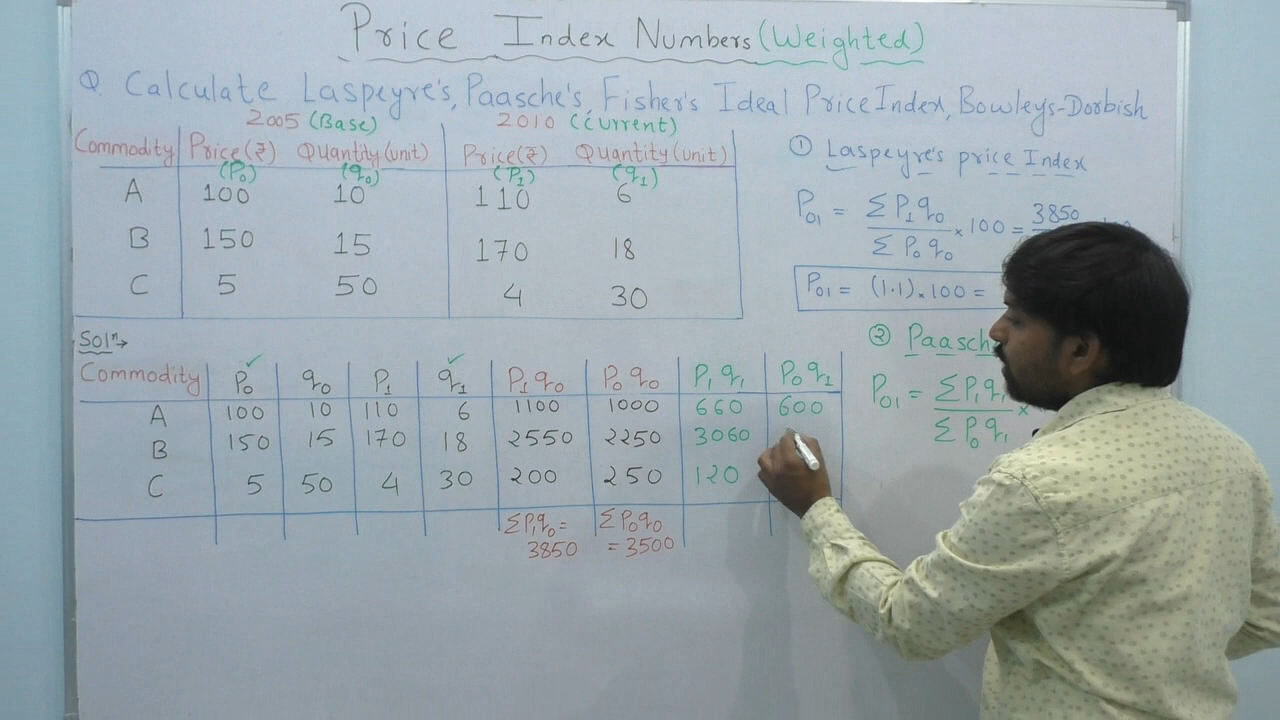 Price Index Numbers (Weighted)
Q. Calculate Laspeyre's, Paasche's, Fisher's Ideal Price Index, Bowleys-Dorbish
2005 (Base) 2010 (Current)
Commodity Price (₹) Quantity (unit) Price (₹) Quantity (unit)
(P₀) (q₀) (P₁) (q₁)
A 100 10 110 6
B 150 15 170 18
C 5 50 4 30
① Laspeyre's price Index
P₀₁ = ΣP₁q₀ / ΣP₀q₀ × 100 = 3850
P₀₁ = (1.1) × 100 =
② Paasch
P₀₁ = ΣP₁q₁ / ΣP₀q₁ ×
Solⁿ→
Commodity P₀ q₀ P₁ q₁ P₁q₀ P₀q₀ P₁q₁ P₀q₁
A 100 10 110 6 1100 1000 660 600
B 150 15 170 18 2550 2250 3060
C 5 50 4 30 200 250 120
ΣP₁q₀ = 3850 ΣP₀q₀ = 3500